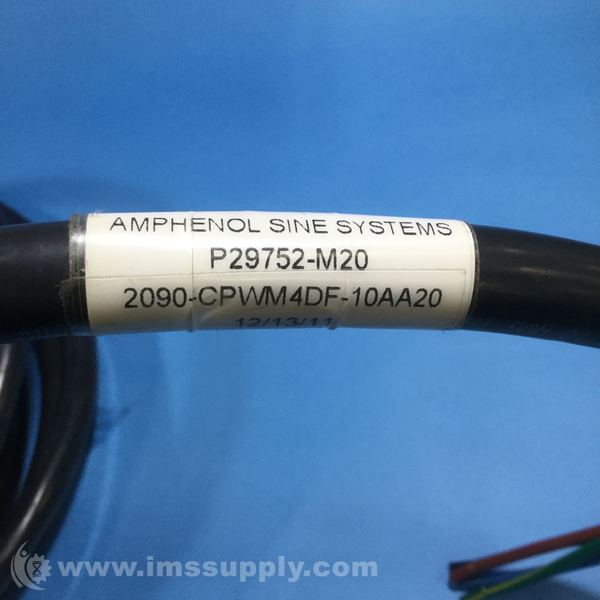 AMPHENOL SINE SYSTEMS
P29752-M20
2090-CPWM4DF-10AA20
12/13/11
www.imssupply.com